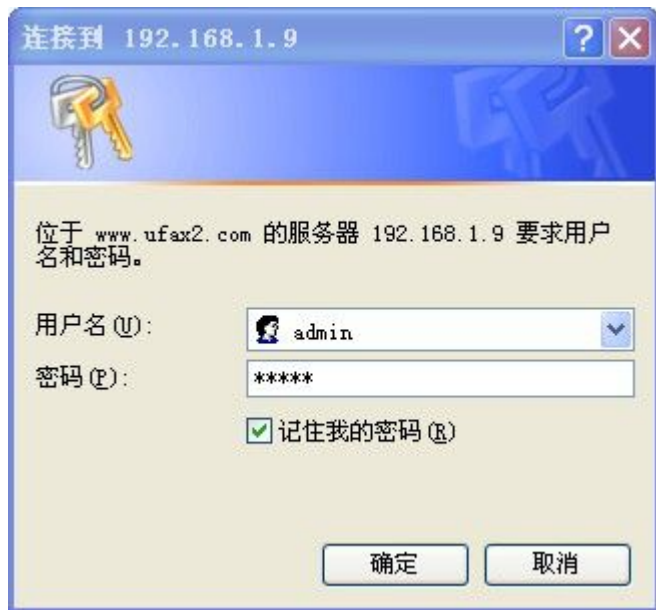 连接到 192.168.1.9
位于 www.ufax2.com 的服务器 192.168.1.9 要求用户
名和密码。
用户名(U):
admin
密码(P):
*****
记住我的密码(R)
确定
取消